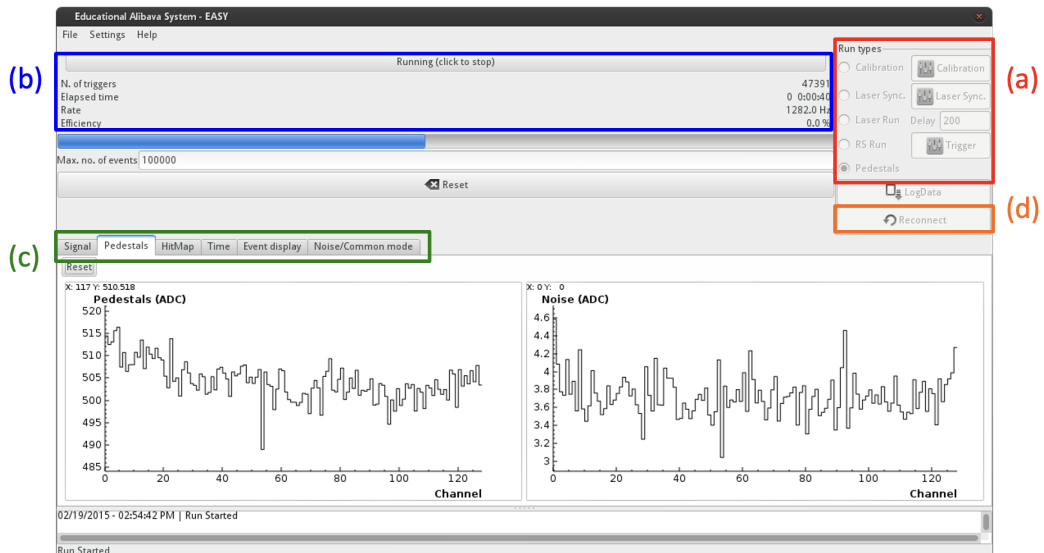 Educational Alibava System - EASY
File Settings Help
(b)
Running (click to stop)
N. of triggers 47391
Elapsed time 0 0:00:40
Rate 1282.0 Hz
Efficiency 0.0 %
Max. no. of events 100000
Reset
Run types
Calibration Calibration
Laser Sync. Laser Sync.
Laser Run Delay 200
RS Run Trigger
Pedestals
(a)
LogData
Reconnect
(d)
(c)
Signal Pedestals HitMap Time Event display Noise/Common mode
Reset
X: 117 Y: 510.518
Pedestals (ADC)
520
515
510
505
500
495
490
485
0 20 40 60 80 100 120
Channel
X: 0 Y: 0
Noise (ADC)
4.6
4.4
4.2
4
3.8
3.6
3.4
3.2
3
0 20 40 60 80 100 120
Channel
02/19/2015 - 02:54:42 PM | Run Started
Run Started